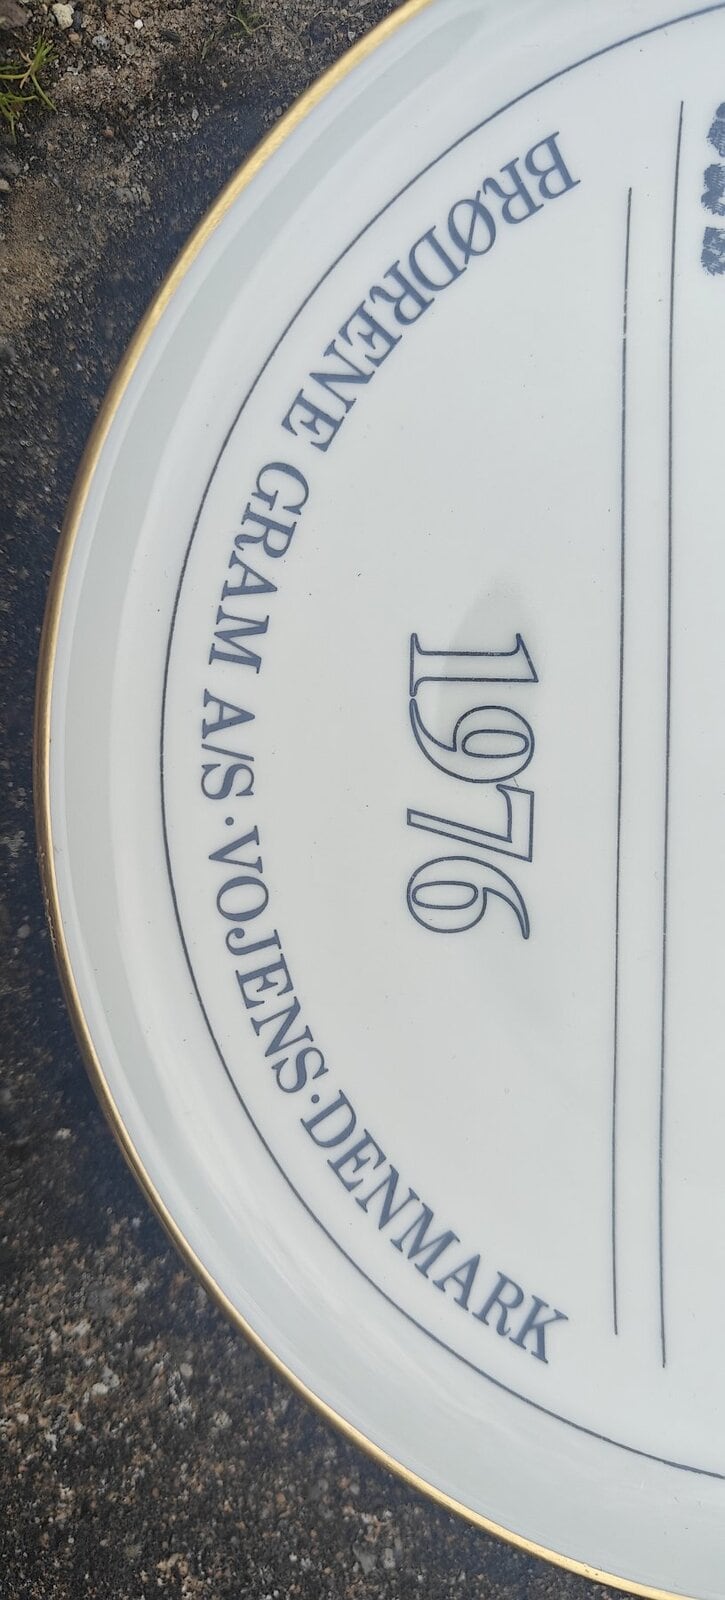 1976
BRØDRENE GRAM A/S · VOJENS · DENMARK